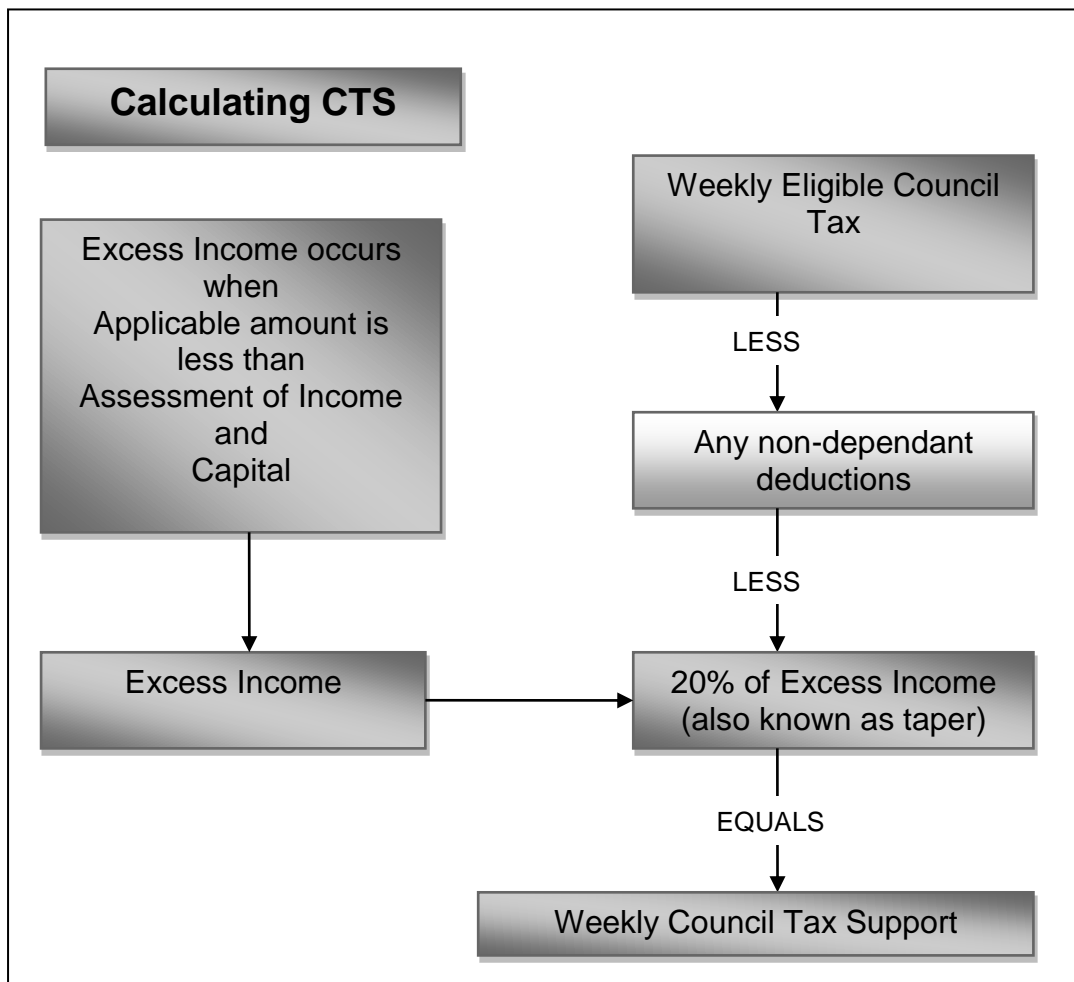 Calculating CTS
Excess Income occurs
when
Applicable amount is
less than
Assessment of Income
and
Capital
Excess Income
Weekly Eligible Council
Tax
LESS
Any non-dependant
deductions
LESS
20% of Excess Income
(also known as taper)
EQUALS
Weekly Council Tax Support